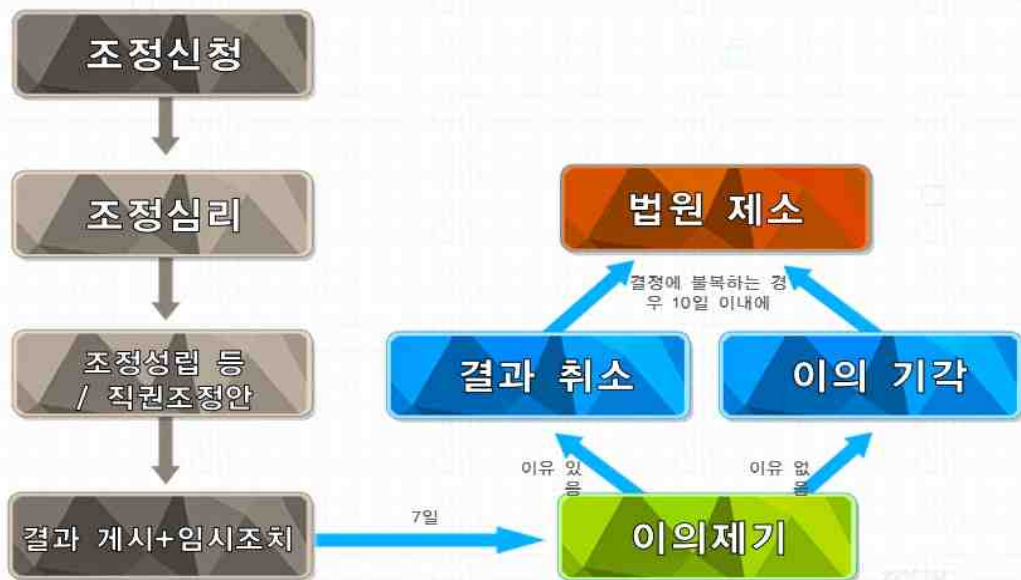 조정신청
조정심리
조정성립 등
/ 직권조정안
결과 게시+임시조치
7일
이의제기
이유 있
음
이유 없
음
결과 취소
이의 기각
결정에 불복하는 경
우 10일 이내에
법원 제소